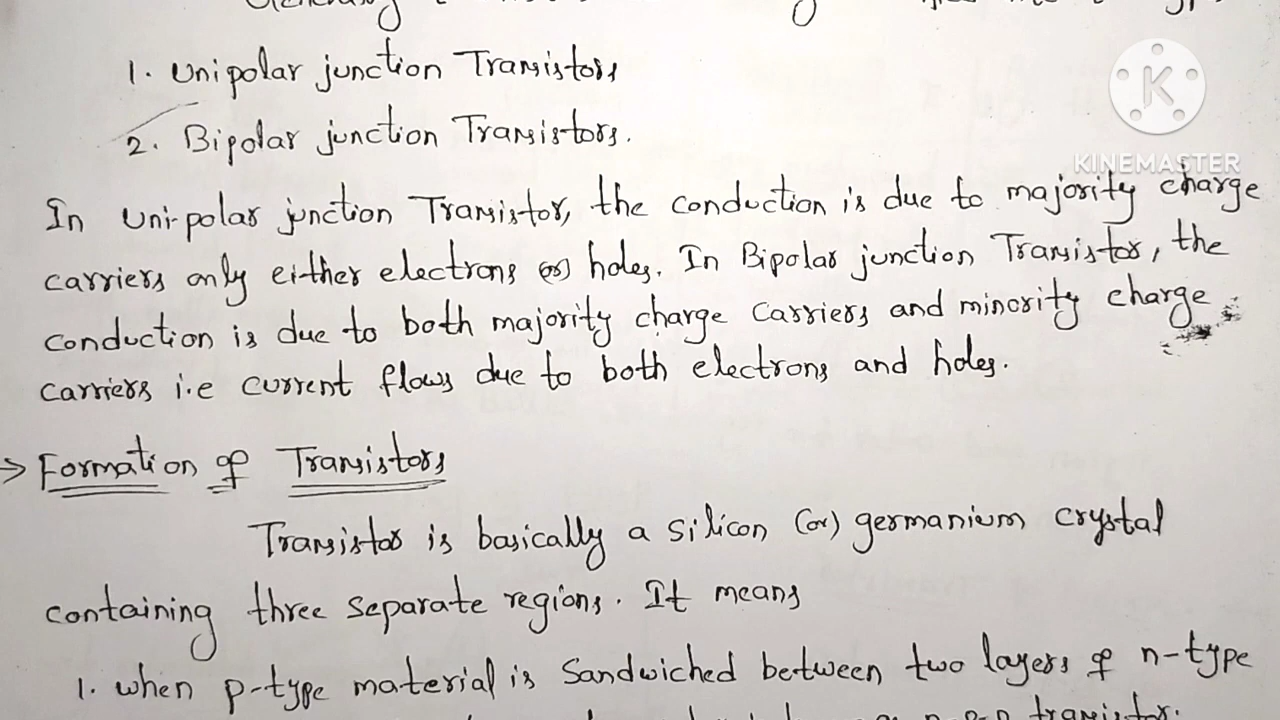 1. Unipolar junction Transistors
2. Bipolar junction Transistors.
K
KINEMASTER
In Uni-polar junction Transistor, the conduction is due to majority charge
carriers only either electrons (or) holes. In Bipolar junction Transistor, the
conduction is due to both majority charge carriers and minority charge
carriers i.e current flows due to both electrons and holes.
→ Formation of Transistors
Transistor is basically a silicon (or) germanium crystal
containing three separate regions. It means
1. when p-type material is Sandwiched between two layers of n-type
n-p-n transistor.